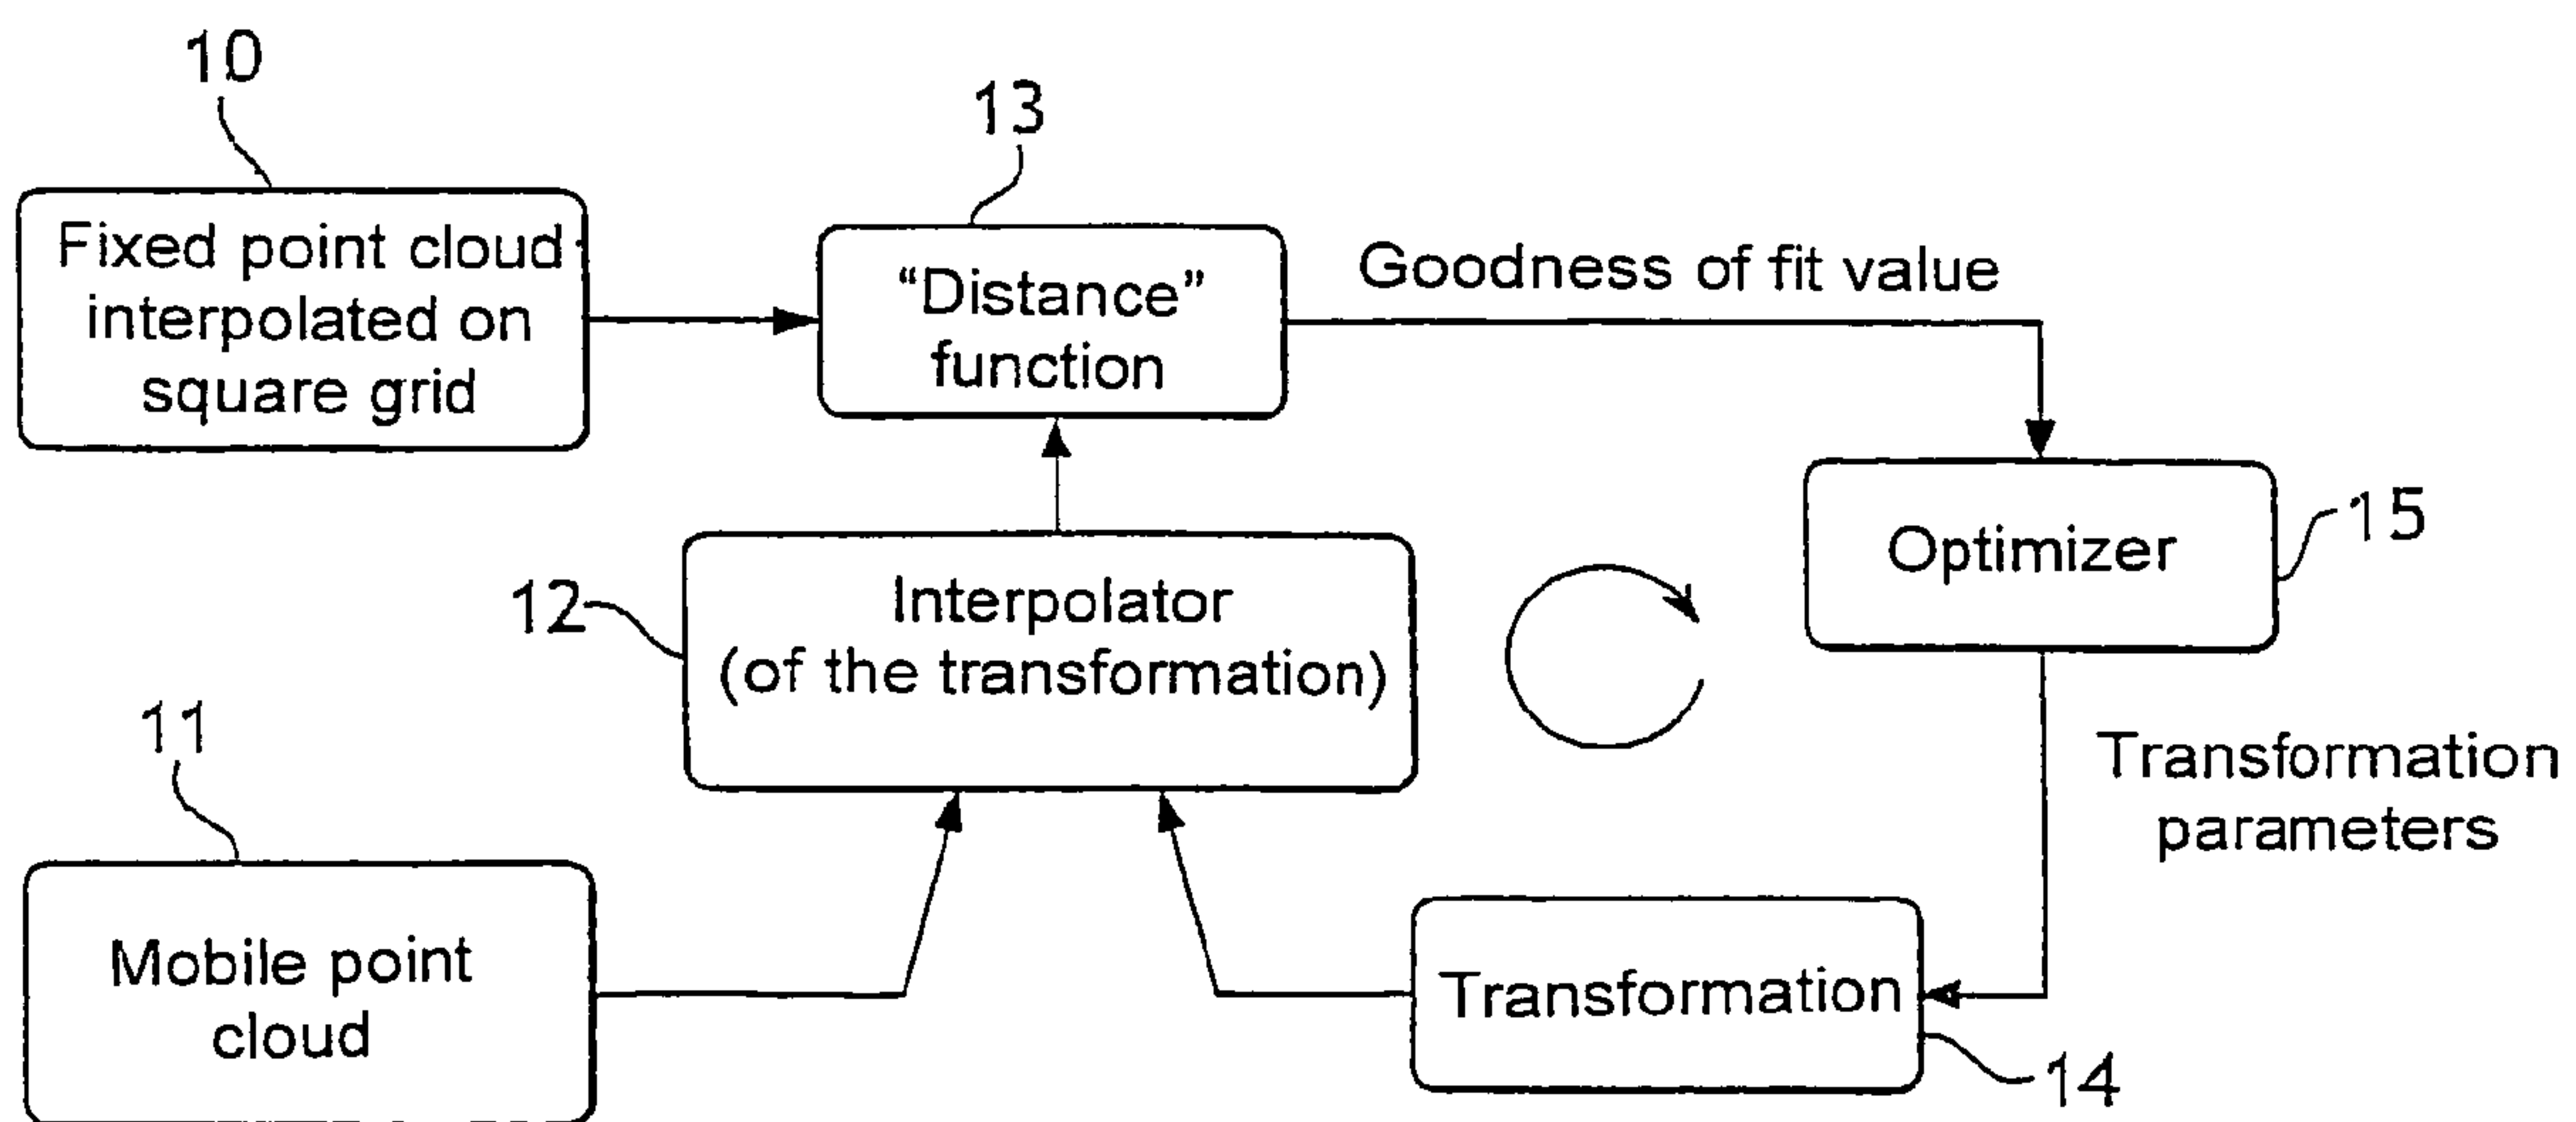 10
Fixed point cloud
interpolated on
square grid
13
“Distance”
function
Goodness of fit value
Optimizer
15
12
Interpolator
(of the transformation)
11
Mobile point
cloud
Transformation
parameters
Transformation
14